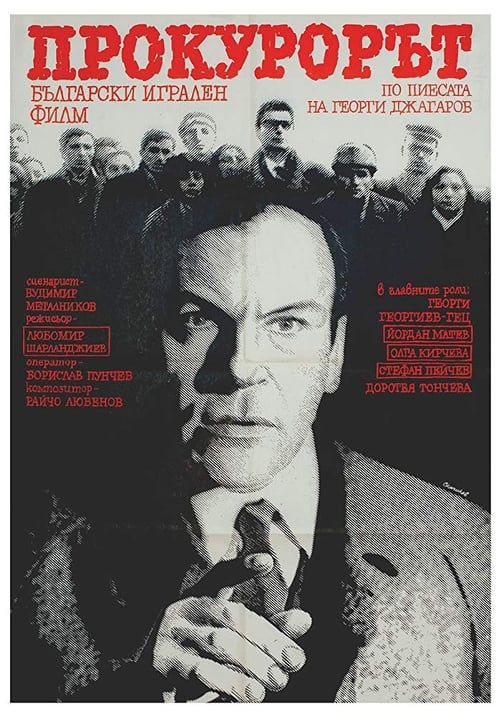 ПРОКУРОРЪТ
БЪЛГАРСКИ ИГРАЛЕН
ФИЛМ
ПО ПИЕСАТА
НА ГЕОРГИ ДЖАГАРОВ
сценарист-
БУДИМИР
МЕТАЛНИКОВ
режисьор-
ЛЮБОМИР
ШАРЛАНДЖИЕВ
оператор-
БОРИСЛАВ ПУНЧЕВ
композитор-
РАЙЧО ЛЮБЕНОВ
в главните роли:
ГЕОРГИ
ГЕОРГИЕВ-ГЕЦ
ЙОРДАН МАТЕВ
ОЛГА КИРЧЕВА
СТЕФАН ПЕЙЧЕВ
ДОРОТЕЯ ТОНЧЕВА